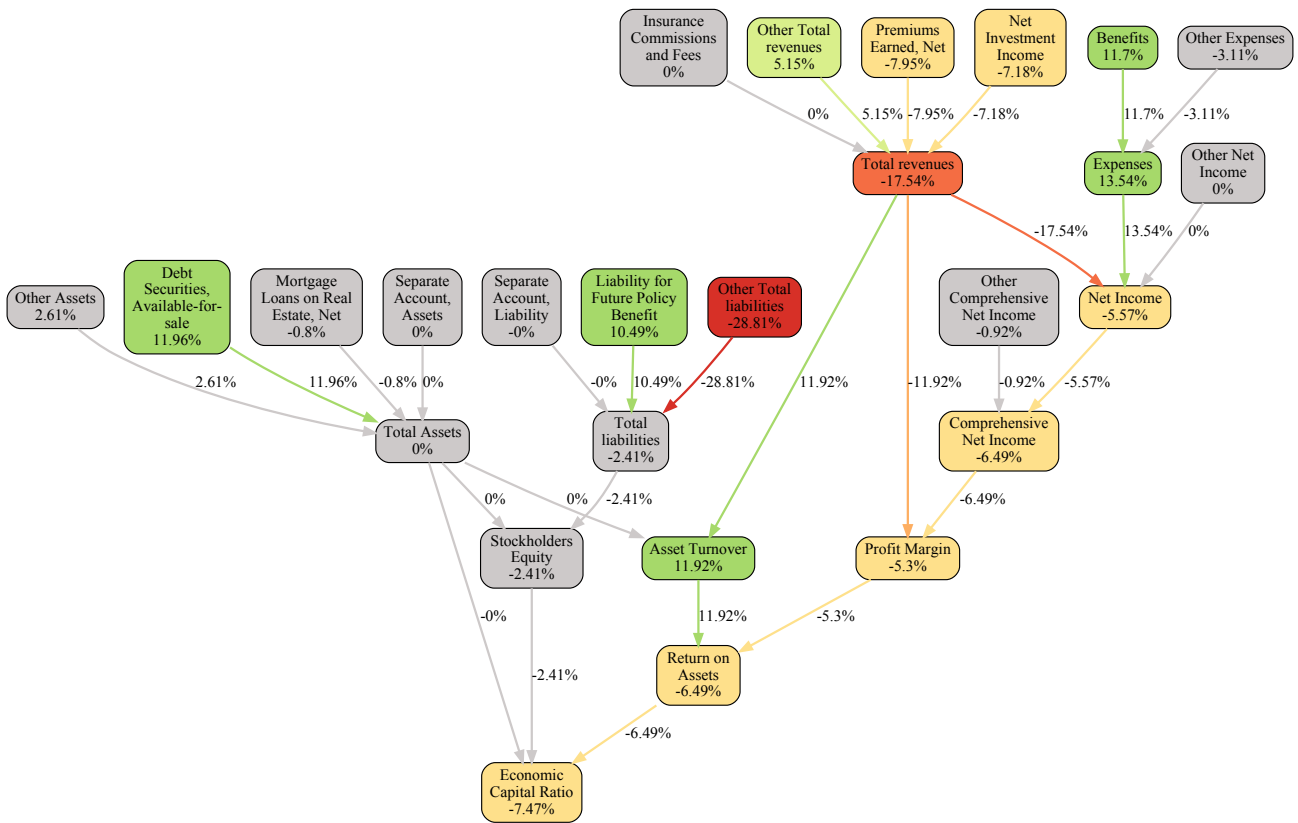 Insurance
Commissions
and Fees
0%
Other Total
revenues
5.15%
Premiums
Earned, Net
-7.95%
Net
Investment
Income
-7.18%
Benefits
11.7%
Other Expenses
-3.11%
0%
5.15%
-7.95%
-7.18%
11.7%
-3.11%
Total revenues
-17.54%
Expenses
13.54%
Other Net
Income
0%
-17.54%
13.54%
0%
Other Assets
2.61%
Debt
Securities,
Available-for-
sale
11.96%
Mortgage
Loans on Real
Estate, Net
-0.8%
Separate
Account,
Assets
0%
Separate
Account,
Liability
-0%
Liability for
Future Policy
Benefit
10.49%
Other Total
liabilities
-28.81%
Other
Comprehensive
Net Income
-0.92%
Net Income
-5.57%
2.61%
11.96%
-0.8%
0%
-0%
10.49%
-28.81%
11.92%
-11.92%
-0.92%
-5.57%
Total Assets
0%
Total
liabilities
-2.41%
Comprehensive
Net Income
-6.49%
0%
0%
-2.41%
-6.49%
Stockholders
Equity
-2.41%
Asset Turnover
11.92%
Profit Margin
-5.3%
-0%
11.92%
-5.3%
-2.41%
Return on
Assets
-6.49%
-6.49%
Economic
Capital Ratio
-7.47%